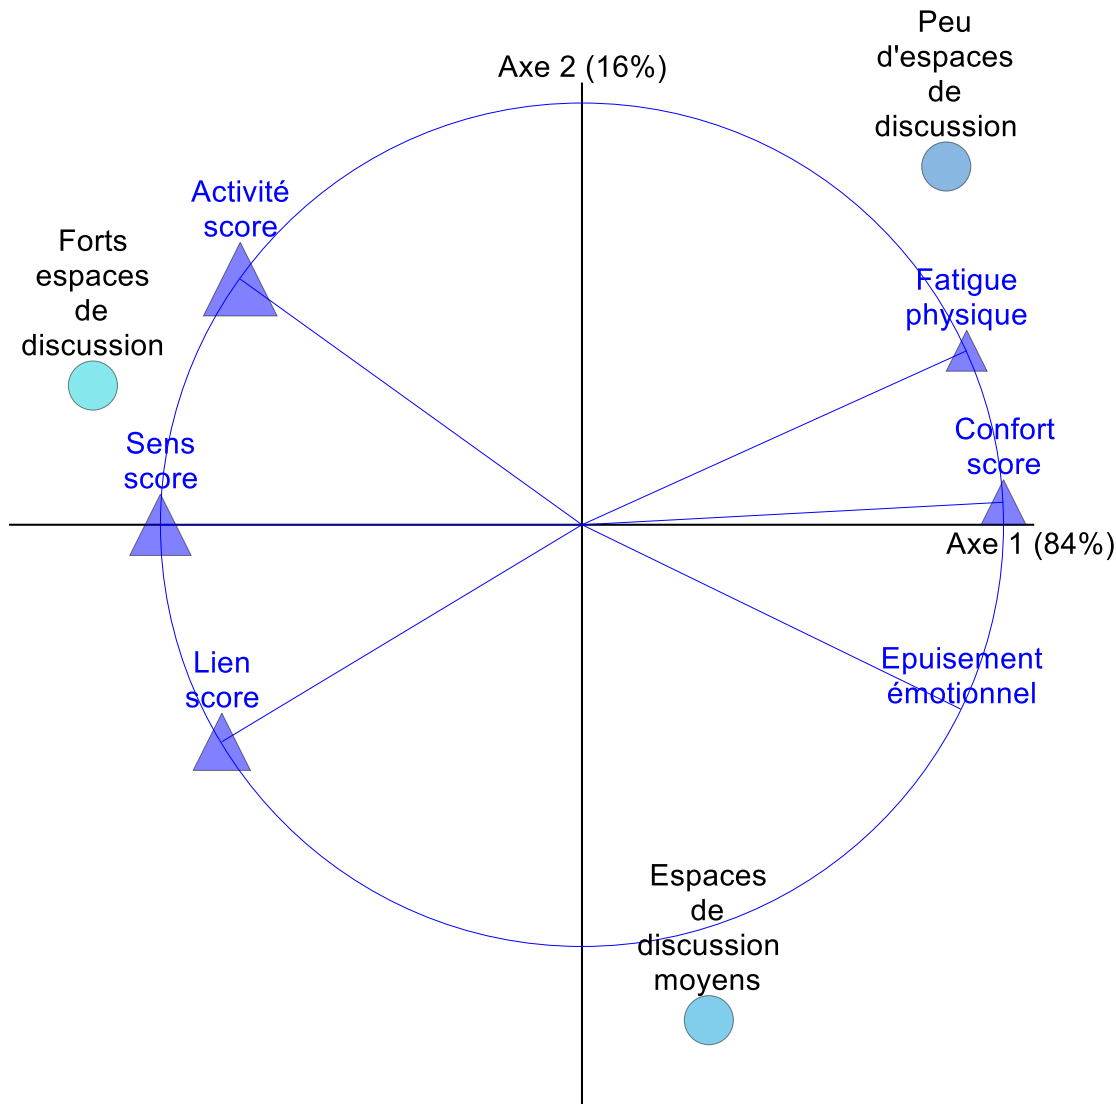 Peu
d'espaces
de
discussion
Axe 2 (16%)
Activité
score
Forts
espaces
de
discussion
Fatigue
physique
Sens
score
Confort
score
Axe 1 (84%)
Lien
score
Epuisement
émotionnel
Espaces
de
discussion
moyens